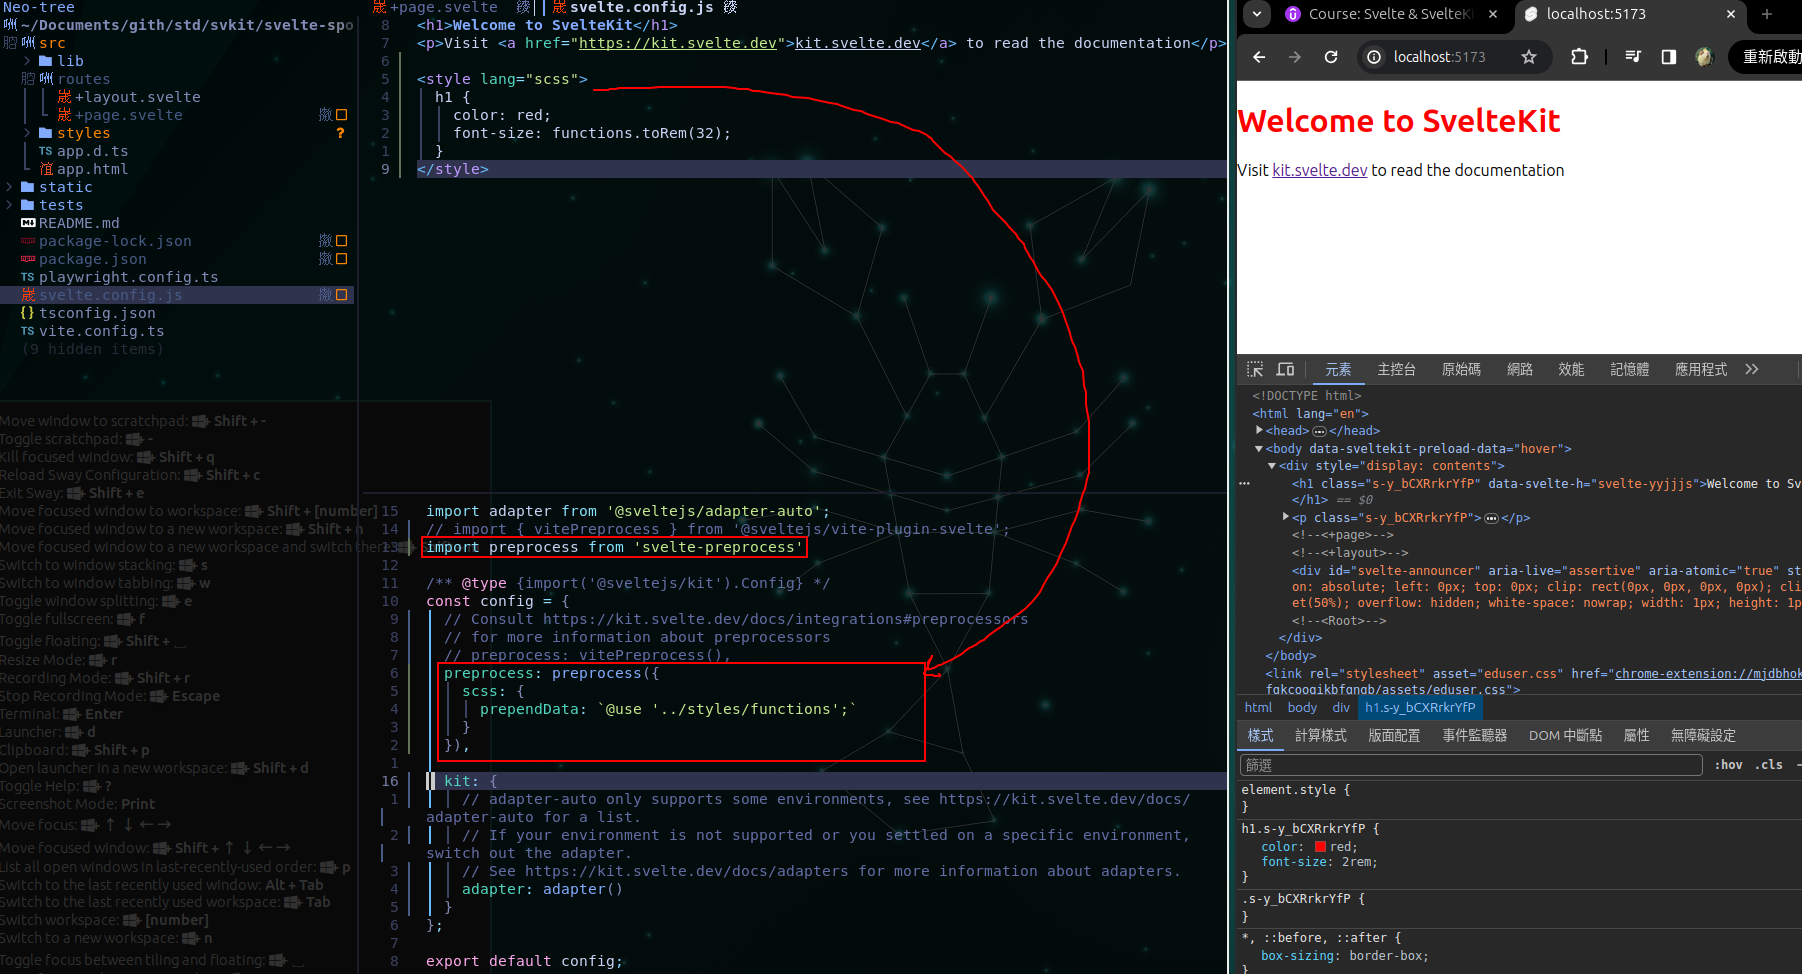 Neo-tree
~/Documents/gith/std/svkit/svelte-spo
src
lib
routes
+layout.svelte
+page.svelte
styles ?
TS app.d.ts
app.html
static
tests
README.md
package-lock.json
package.json
TS playwright.config.ts
svelte.config.js
{} tsconfig.json
TS vite.config.ts
(9 hidden items)
Move window to scratchpad: Shift + -
Toggle scratchpad: -
Kill focused window: Shift + q
Reload Sway Configuration: Shift + c
Exit Sway: Shift + e
Move focused window to workspace: Shift + [number]
Move focused window to a new workspace: Shift + n
Move focused window to a new workspace and switch there:
Switch to window stacking: s
Switch to window tabbing: w
Toggle window splitting: e
Toggle fullscreen: f
Toggle floating: Shift +
Resize Mode: r
Recording Mode: Shift + r
Stop Recording Mode: Escape
Terminal: Enter
Launcher: d
Clipboard: Shift + p
Open launcher in a new workspace: Shift + d
Toggle Help: ?
Screenshot Mode: Print
Move focus: ↑ ↓ ← →
Move focused window: Shift + ↑ ↓ ← →
List all open windows in last-recently-used order: p
Switch to the last recently used window: Alt + Tab
Switch to the last recently used workspace: Tab
Switch workspace: [number]
Switch to a new workspace: n
Toggle focus between tiling and floating:
+page.svelte svelte.config.js
8 <h1>Welcome to SvelteKit</h1>
7 <p>Visit <a href="https://kit.svelte.dev">kit.svelte.dev</a> to read the documentation</p>
6
5 <style lang="scss">
4 h1 {
3 color: red;
2 font-size: functions.toRem(32);
1 }
9 </style>
15 import adapter from '@sveltejs/adapter-auto';
14 // import { vitePreprocess } from '@sveltejs/vite-plugin-svelte';
13 import preprocess from 'svelte-preprocess'
12
11 /** @type {import('@sveltejs/kit').Config} */
10 const config = {
9 // Consult https://kit.svelte.dev/docs/integrations#preprocessors
8 // for more information about preprocessors
7 // preprocess: vitePreprocess(),
6 preprocess: preprocess({
5 scss: {
4 prependData: `@use '../styles/functions';`
3 }
2 }),
1
16 kit: {
1 // adapter-auto only supports some environments, see https://kit.svelte.dev/docs/
adapter-auto for a list.
2 // If your environment is not supported or you settled on a specific environment,
switch out the adapter.
3 // See https://kit.svelte.dev/docs/adapters for more information about adapters.
4 adapter: adapter()
5 }
6 };
7
8 export default config;
Course: Svelte & SvelteKi
localhost:5173
localhost:5173
重新啟動
Welcome to SvelteKit
Visit kit.svelte.dev to read the documentation
元素 主控台 原始碼 網路 效能 記憶體 應用程式
<!DOCTYPE html>
<html lang="en">
<head> </head>
<body data-sveltekit-preload-data="hover">
<div style="display: contents">
<h1 class="s-y_bCXRrkrYfP" data-svelte-h="svelte-yyjjjs">Welcome to Sv
</h1> == $0
<p class="s-y_bCXRrkrYfP"> </p>
<!--<+page>-->
<!--<+layout>-->
<div id="svelte-announcer" aria-live="assertive" aria-atomic="true" st
on: absolute; left: 0px; top: 0px; clip: rect(0px, 0px, 0px, 0px); cli
et(50%); overflow: hidden; white-space: nowrap; width: 1px; height: 1p
<!--<Root>-->
</div>
</body>
<link rel="stylesheet" asset="eduser.css" href="chrome-extension://mjdbhok
fgkcoogikbfgngb/assets/eduser.css">
html body div h1.s-y_bCXRrkrYfP
樣式 計算樣式 版面配置 事件監聽器 DOM 中斷點 屬性 無障礙設定
篩選 :hov .cls
element.style {
}
h1.s-y_bCXRrkrYfP {
color: red;
font-size: 2rem;
}
.s-y_bCXRrkrYfP {
}
*, ::before, ::after {
box-sizing: border-box;
}